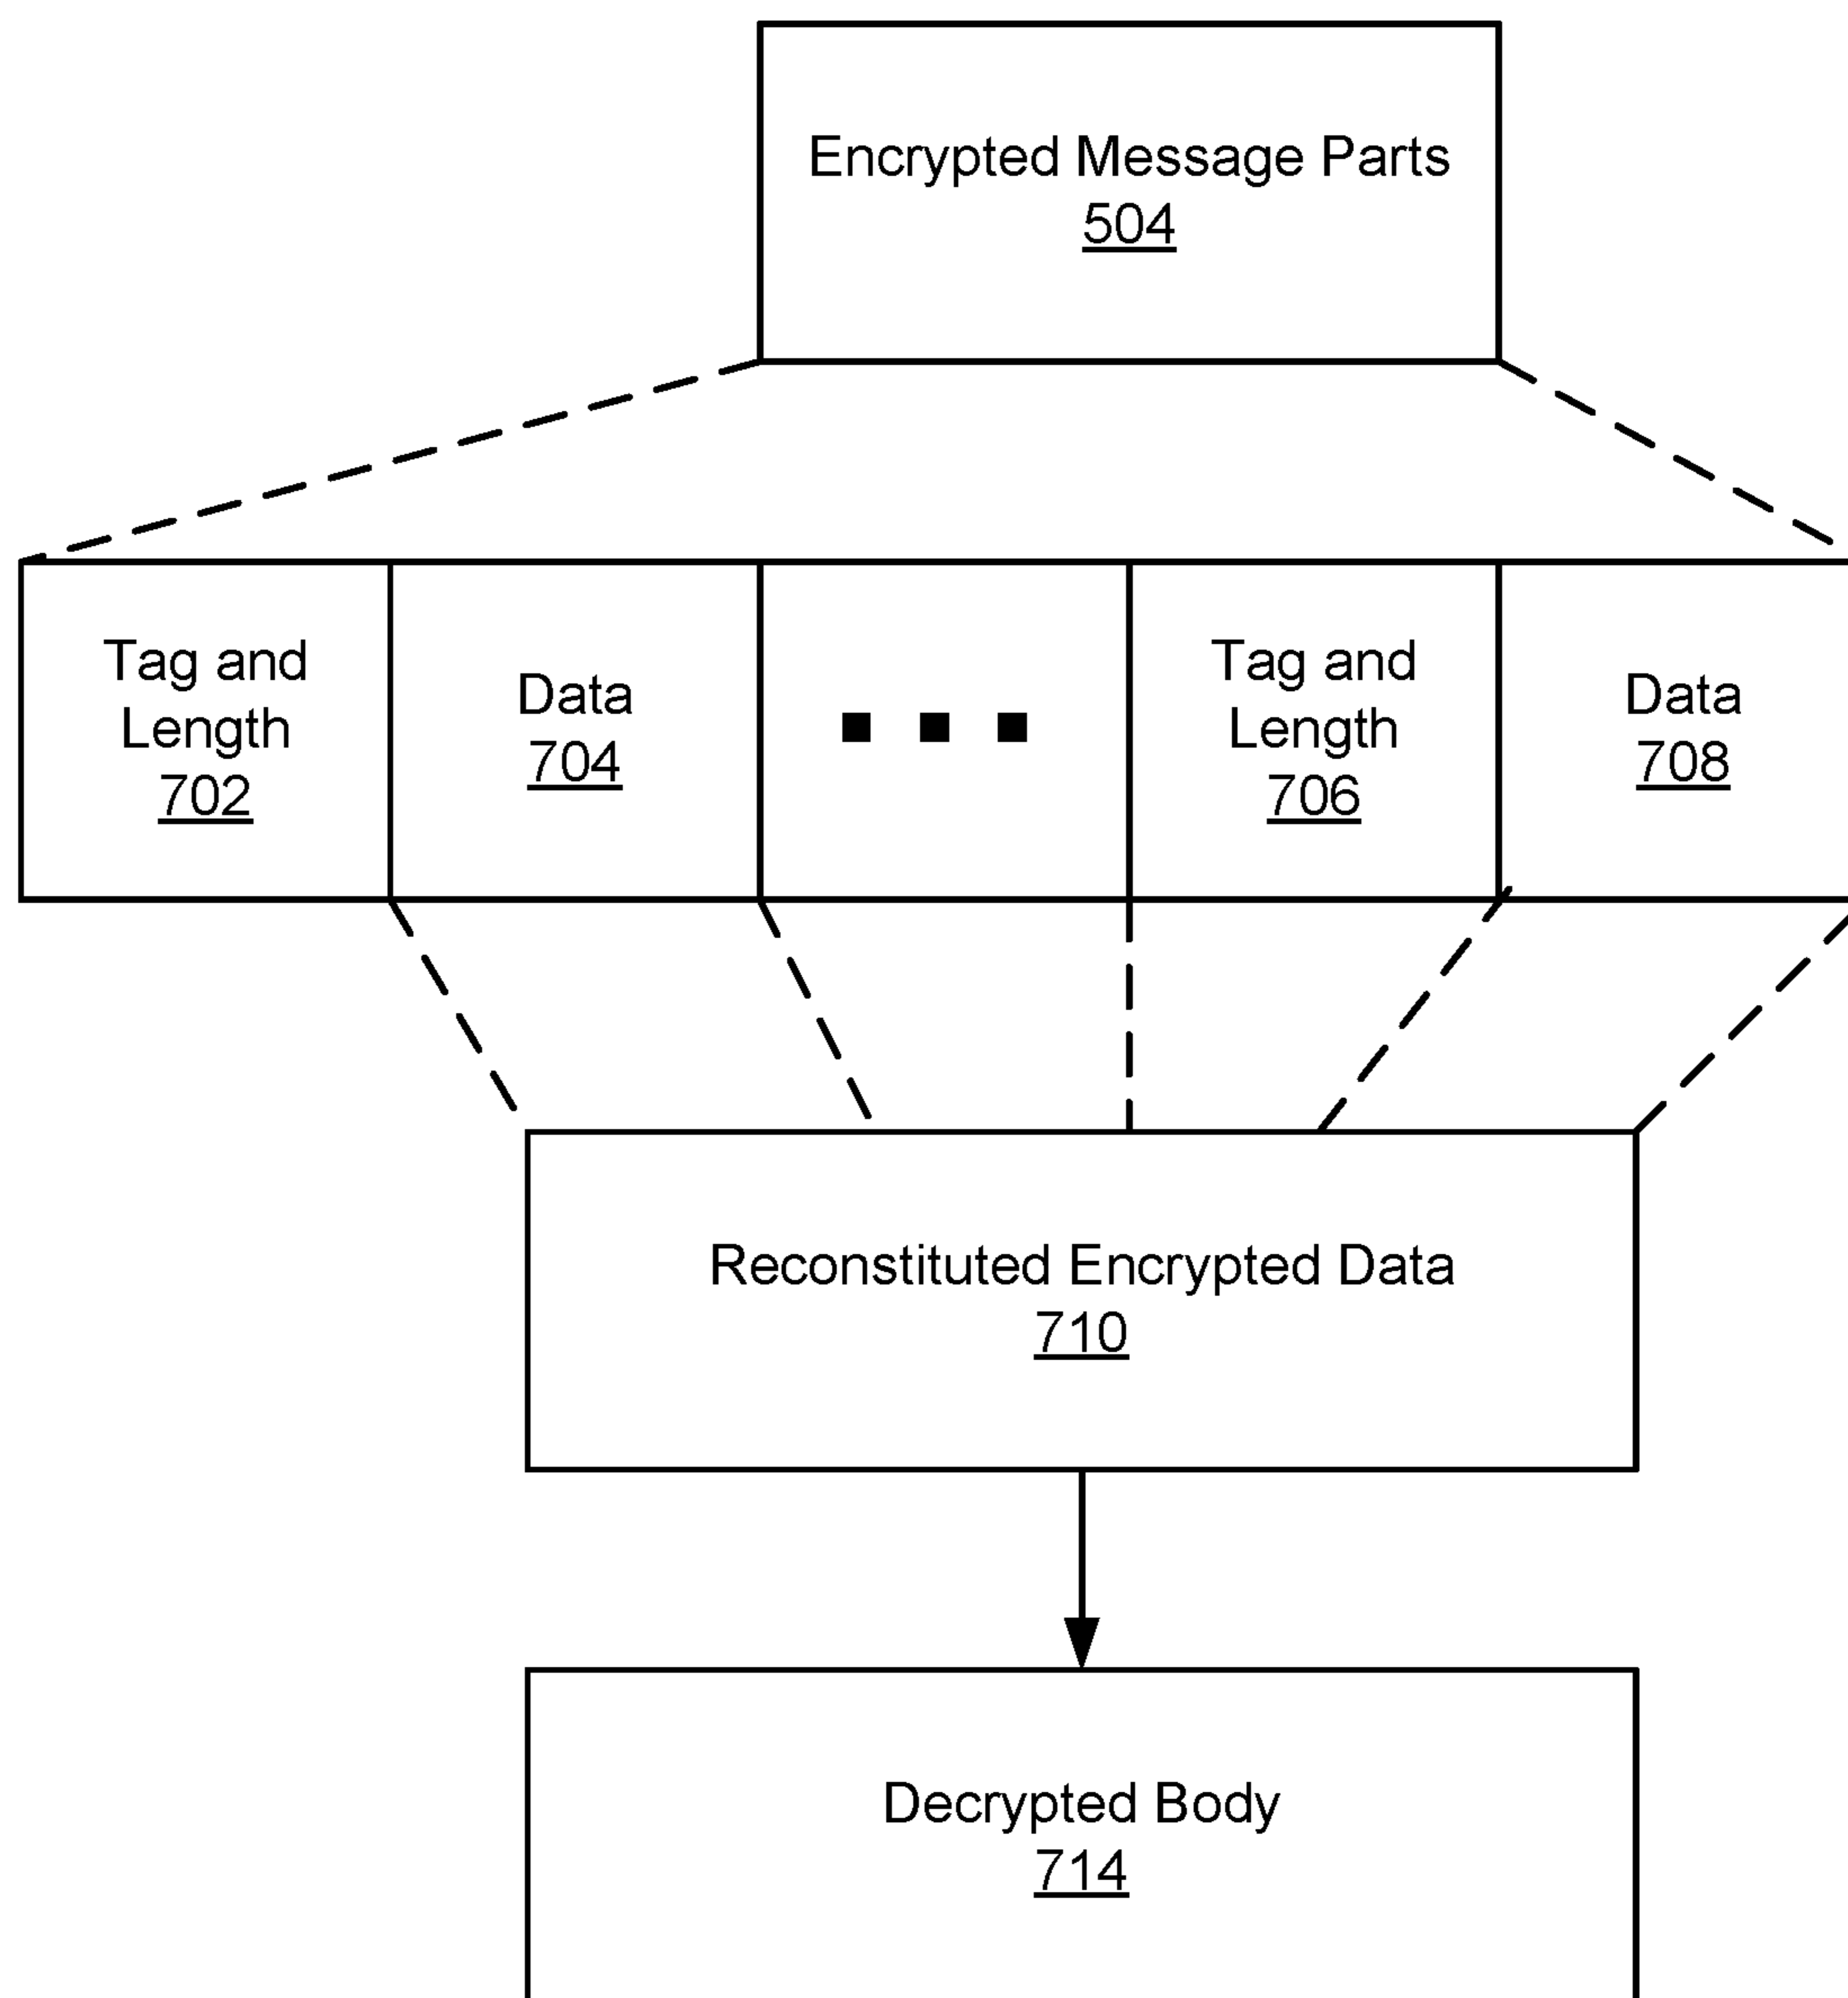 Encrypted Message Parts
504
Tag and
Length
702
Data
704
Tag and
Length
706
Data
708
Reconstituted Encrypted Data
710
Decrypted Body
714